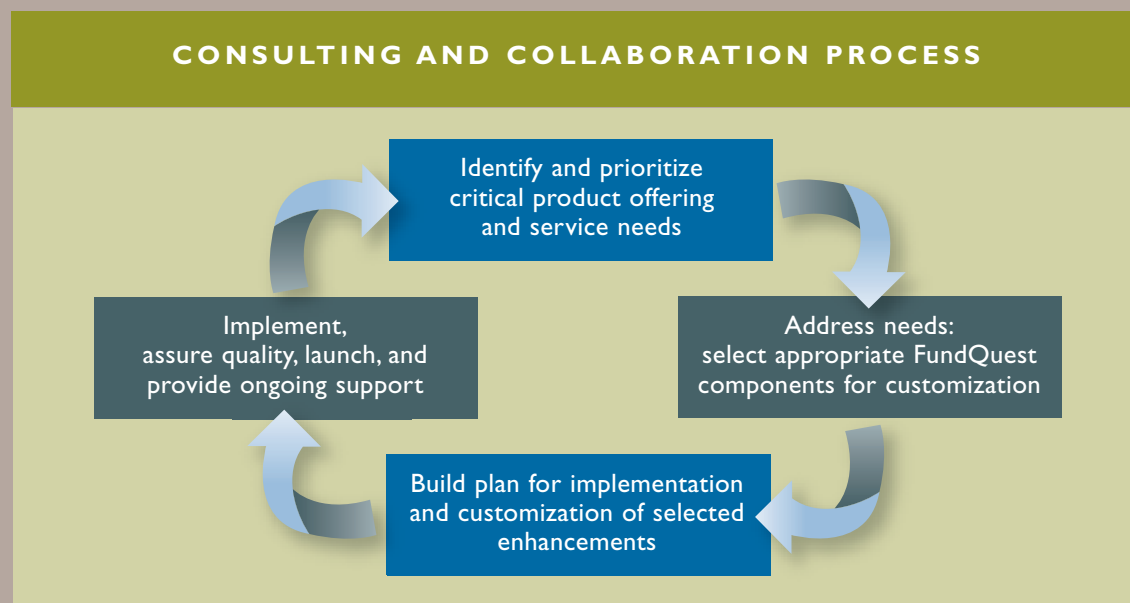 CONSULTING AND COLLABORATION PROCESS
Identify and prioritize
critical product offering
and service needs
Address needs:
select appropriate FundQuest
components for customization
Build plan for implementation
and customization of selected
enhancements
Implement,
assure quality, launch, and
provide ongoing support